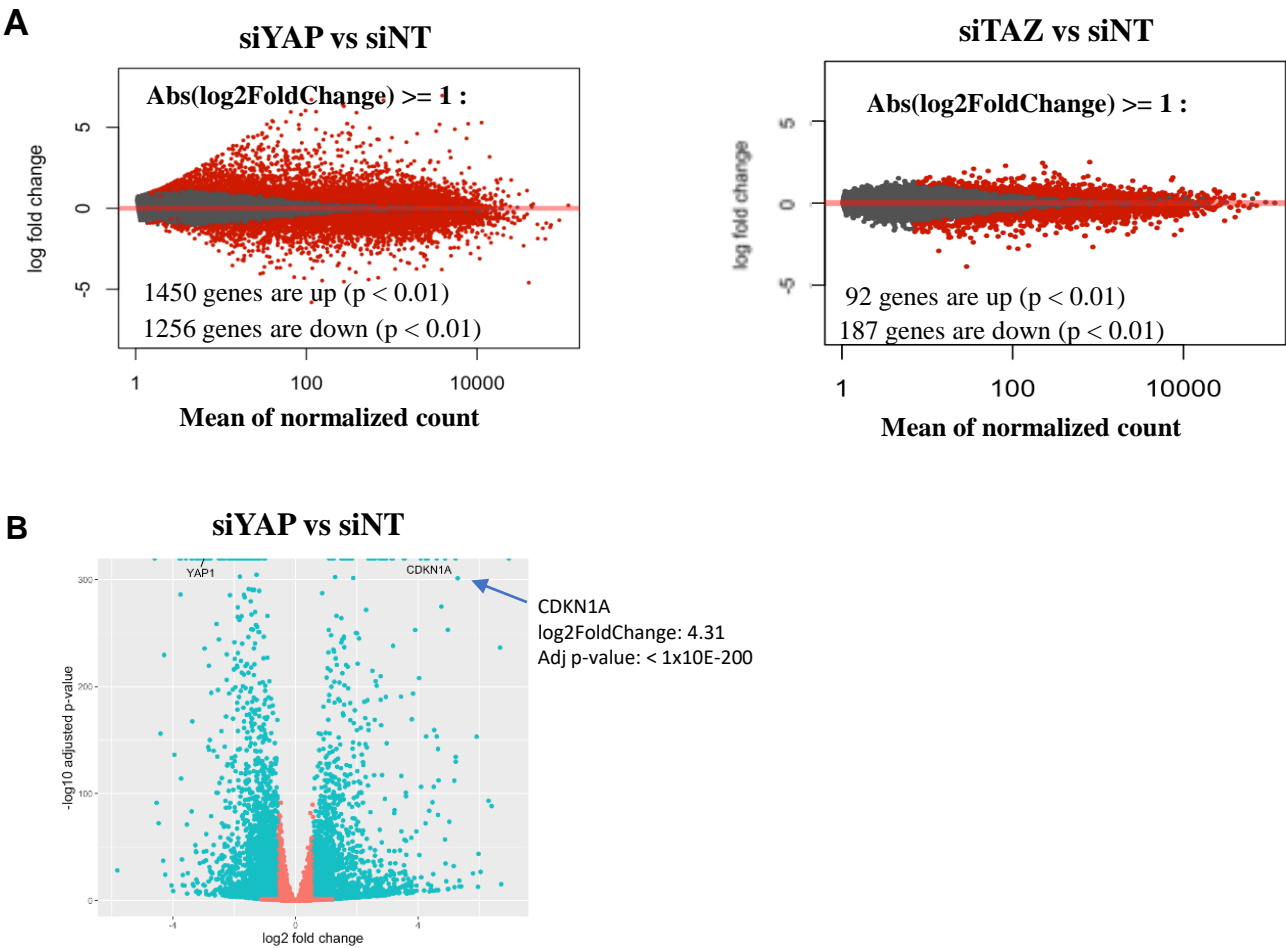 A
siYAP vs siNT
Abs(log2FoldChange) >= 1 :
log fold change
5
0
-5
1450 genes are up (p < 0.01)
1256 genes are down (p < 0.01)
1 100 10000
Mean of normalized count
siTAZ vs siNT
Abs(log2FoldChange) >= 1 :
log fold change
5
0
-5
92 genes are up (p < 0.01)
187 genes are down (p < 0.01)
1 100 10000
Mean of normalized count
B
siYAP vs siNT
YAP1
CDKN1A
-log10 adjusted p-value
300
200
100
0
-4 0 4
log2 fold change
CDKN1A
log2FoldChange: 4.31
Adj p-value: < 1x10E-200